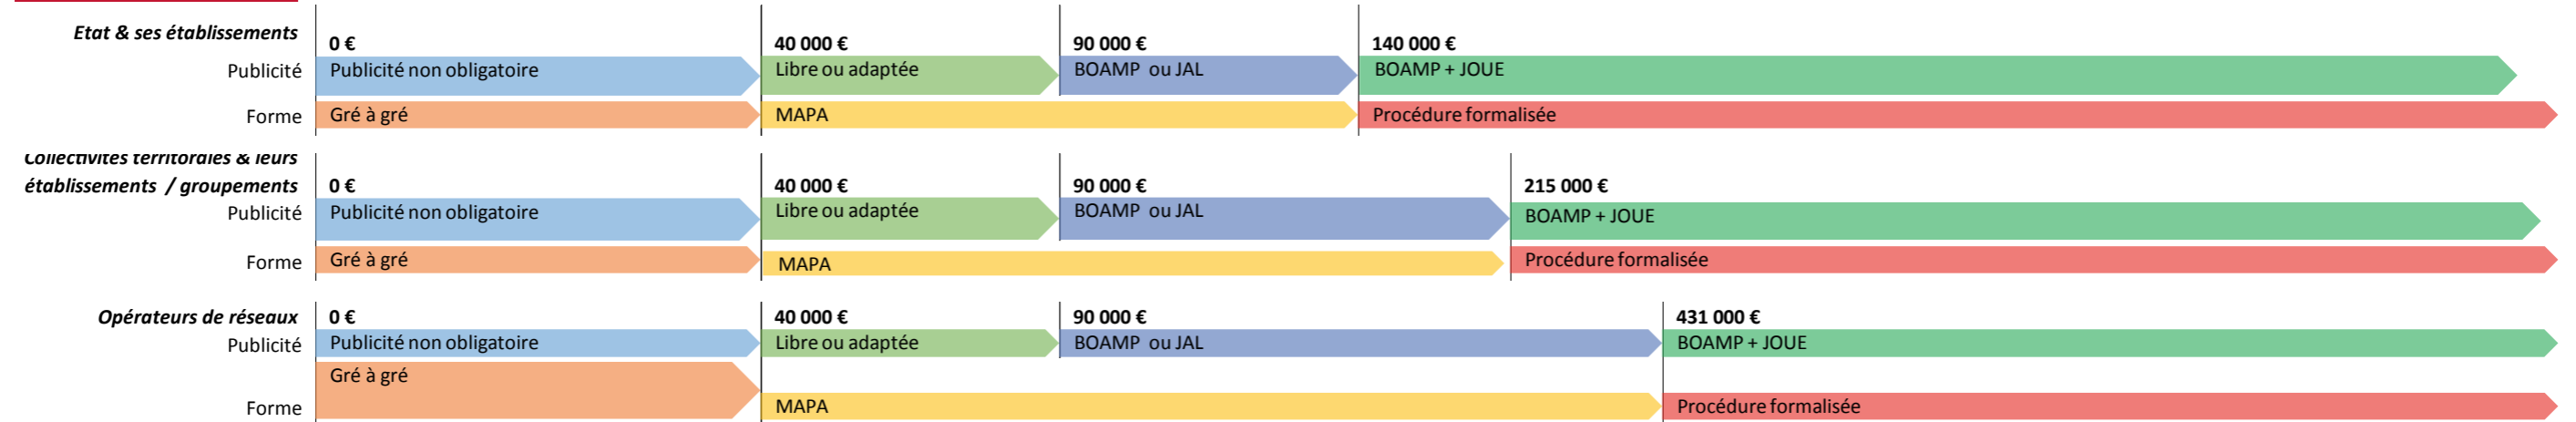 Etat & ses établissements
0 € 40 000 € 90 000 € 140 000 €
Publicité Publicité non obligatoire Libre ou adaptée BOAMP ou JAL BOAMP + JOUE
Forme Gré à gré MAPA Procédure formalisée
Collectivités territoriales & leurs
établissements / groupements 0 € 40 000 € 90 000 € 215 000 €
Publicité Publicité non obligatoire Libre ou adaptée BOAMP ou JAL BOAMP + JOUE
Forme Gré à gré MAPA Procédure formalisée
Opérateurs de réseaux 0 € 40 000 € 90 000 € 431 000 €
Publicité Publicité non obligatoire Libre ou adaptée BOAMP ou JAL BOAMP + JOUE
Gré à gré
Forme MAPA Procédure formalisée